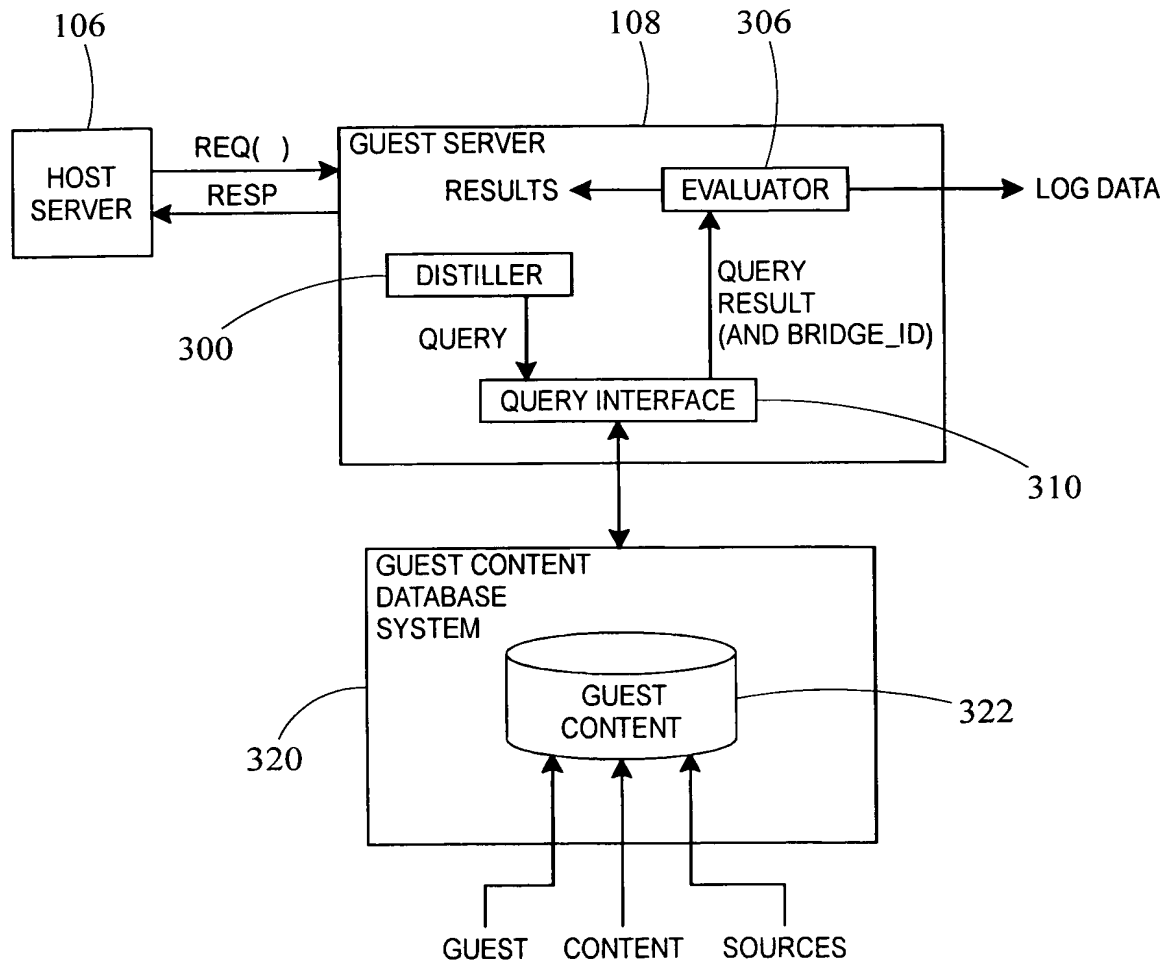 106
108
306
REQ( )
RESP
HOST
SERVER
GUEST SERVER
RESULTS
EVALUATOR
LOG DATA
DISTILLER
300
QUERY
QUERY
RESULT
(AND BRIDGE_ID)
QUERY INTERFACE
310
GUEST CONTENT
DATABASE
SYSTEM
GUEST
CONTENT
322
320
GUEST CONTENT SOURCES